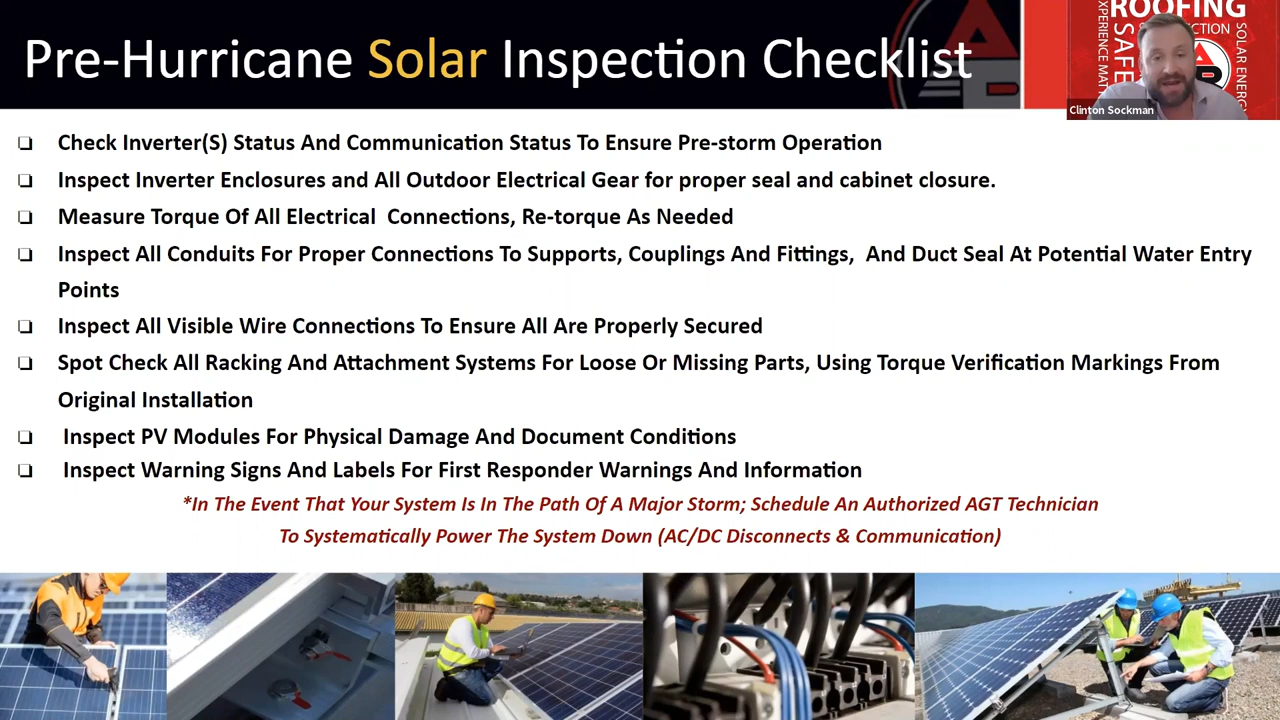 Pre-Hurricane Solar Inspection Checklist
ROOFING
CTION
SAFE
SOLAR ENERGY
Clinton Sockman
Check Inverter(S) Status And Communication Status To Ensure Pre-storm Operation
Inspect Inverter Enclosures and All Outdoor Electrical Gear for proper seal and cabinet closure.
Measure Torque Of All Electrical Connections, Re-torque As Needed
Inspect All Conduits For Proper Connections To Supports, Couplings And Fittings, And Duct Seal At Potential Water Entry
Points
Inspect All Visible Wire Connections To Ensure All Are Properly Secured
Spot Check All Racking And Attachment Systems For Loose Or Missing Parts, Using Torque Verification Markings From
Original Installation
Inspect PV Modules For Physical Damage And Document Conditions
Inspect Warning Signs And Labels For First Responder Warnings And Information
*In The Event That Your System Is In The Path Of A Major Storm; Schedule An Authorized AGT Technician
To Systematically Power The System Down (AC/DC Disconnects & Communication)